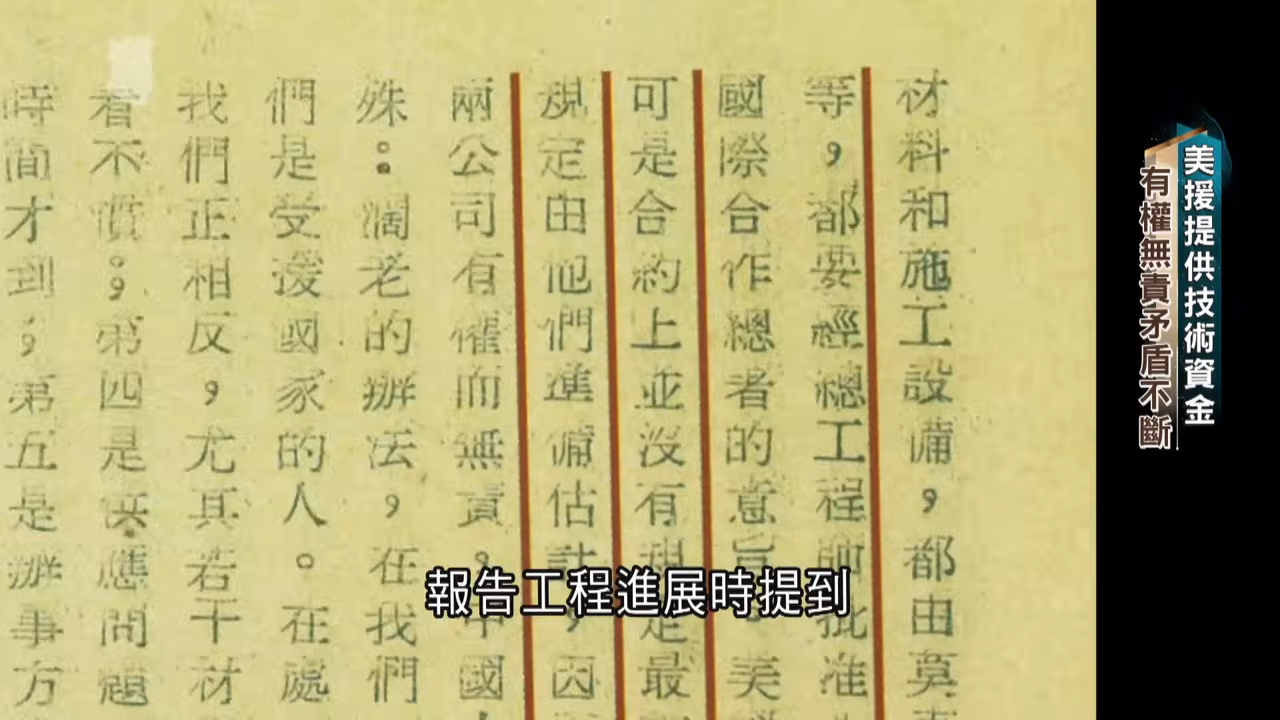 材料和施工設備，都由莫
等，都要經總工程師批准
國際合作總者的意旨、美
可是合約上並沒有規定最
規定由他們準備估計，因
兩公司有權而無責。中國
殊：闊老的辦法，在我們
們是受援國家的人。在處
我們正相反，尤其若干材
看不慣。，第四是供應問題
時間才到，第五是辦事方
報告工程進展時提到
美援提供技術資金
有權無責矛盾不斷